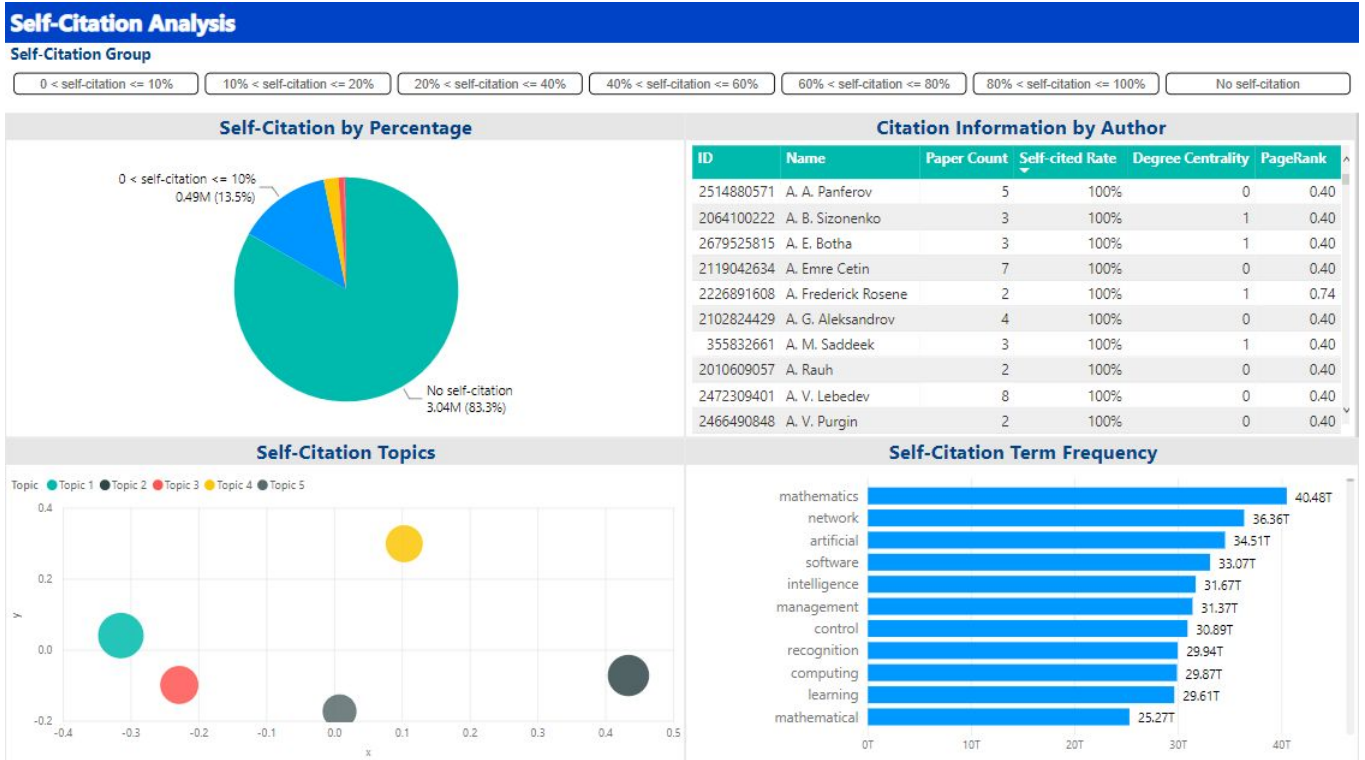 Self-Citation Analysis
Self-Citation Group
0 < self-citation <= 10%
10% < self-citation <= 20%
20% < self-citation <= 40%
40% < self-citation <= 60%
60% < self-citation <= 80%
80% < self-citation <= 100%
No self-citation
Self-Citation by Percentage
0 < self-citation <= 10%
0.49M (13.5%)
No self-citation
3.04M (83.3%)
Citation Information by Author
ID Name Paper Count Self-cited Rate Degree Centrality PageRank
2514880571 A. A. Panferov 5 100% 0 0.40
2064100222 A. B. Sizonenko 3 100% 1 0.40
2679525815 A. E. Botha 3 100% 1 0.40
2119042634 A. Emre Cetin 7 100% 0 0.40
2226891608 A. Frederick Rosene 2 100% 1 0.74
2102824429 A. G. Aleksandrov 4 100% 0 0.40
355832661 A. M. Saddeek 3 100% 1 0.40
2010609057 A. Rauh 2 100% 0 0.40
2472309401 A. V. Lebedev 8 100% 0 0.40
2466490848 A. V. Purgin 2 100% 0 0.40
Self-Citation Topics
Topic Topic 1 Topic 2 Topic 3 Topic 4 Topic 5
0.4
0.2
0.0
-0.2
y
-0.4 -0.3 -0.2 -0.1 0.0 0.1 0.2 0.3 0.4 0.5
x
Self-Citation Term Frequency
mathematics 40.48T
network 36.36T
artificial 34.51T
software 33.07T
intelligence 31.67T
management 31.37T
control 30.89T
recognition 29.94T
computing 29.87T
learning 29.61T
mathematical 25.27T
0T 10T 20T 30T 40T